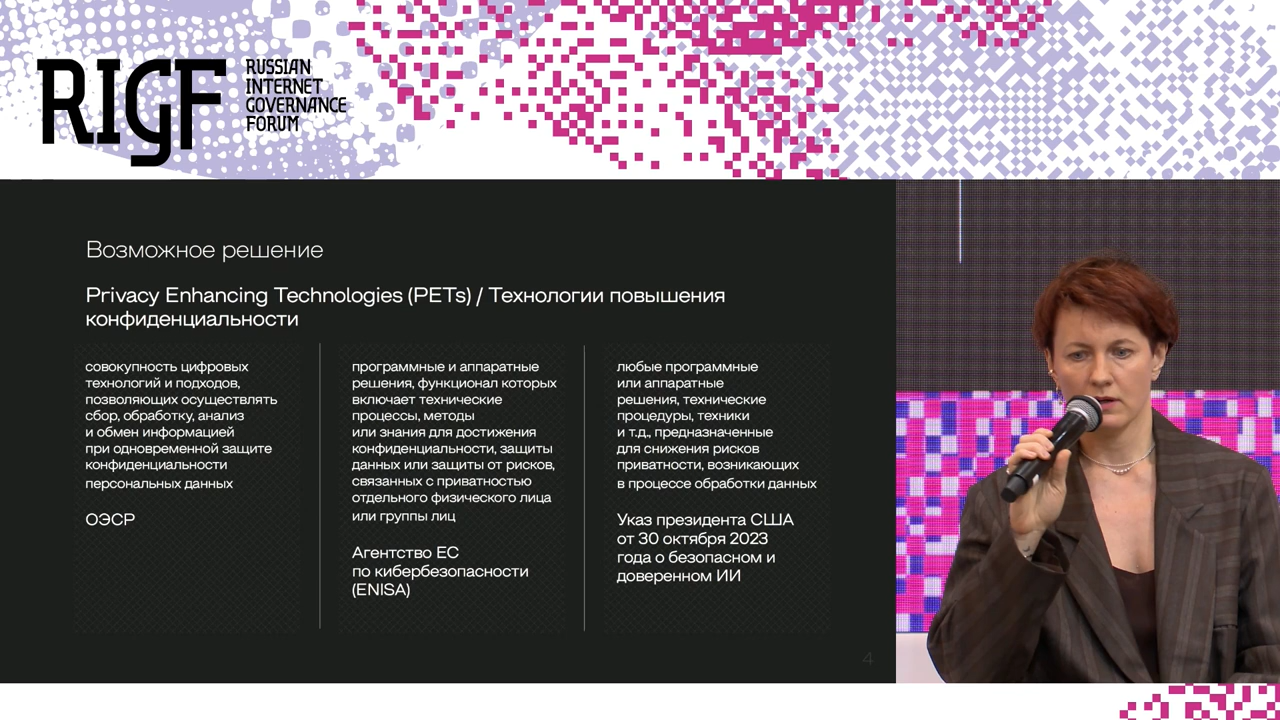 RIGF
RUSSIAN
INTERNET
GOVERNANCE
FORUM
Возможное решение
Privacy Enhancing Technologies (PETs) / Технологии повышения
конфиденциальности
совокупность цифровых
технологий и подходов,
позволяющих осуществлять
сбор, обработку, анализ
и обмен информацией
при одновременной защите
конфиденциальности
персональных данных
ОЭСР
программные и аппаратные
решения, функционал которых
включает технические
процессы, методы
или знания для достижения
конфиденциальности, защиты
данных или защиты от рисков,
связанных с приватностью
отдельного физического лица
или группы лиц
Агентство ЕС
по кибербезопасности
(ENISA)
любые программные
или аппаратные
решения, технические
процедуры, техники
и т.д., предназначенные
для снижения рисков
приватности, возникающих
в процессе обработки данных
Указ президента США
от 30 октября 2023
года о безопасном и
доверенном ИИ
4